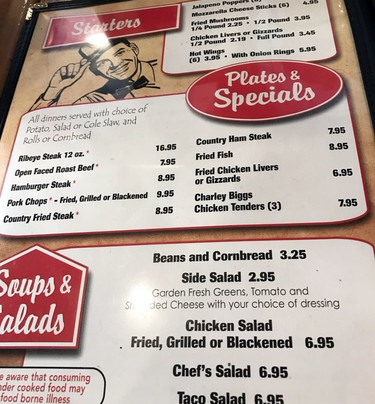 Starters
Jalapeno Poppers
Mozzarella Cheese Sticks (6) 4.95
Fried Mushrooms
1/4 Pound 2.25 • 1/2 Pound 3.95
Chicken Livers or Gizzards
1/2 Pound 2.19 • Full Pound 3.45
Hot Wings
(6) 3.95 • With Onion Rings 5.95
Plates &
Specials
All dinners served with choice of
Potato, Salad or Cole Slaw, and
Rolls or Cornbread
Ribeye Steak 12 oz. * 16.95
Open Faced Roast Beef * 7.95
Hamburger Steak * 8.95
Pork Chops * - Fried, Grilled or Blackened 9.95
Country Fried Steak * 8.95
Country Ham Steak 7.95
Fried Fish 8.95
Fried Chicken Livers
or Gizzards 6.95
Charley Biggs
Chicken Tenders (3) 7.95
Soups &
Salads
Beans and Cornbread 3.25
Side Salad 2.95
Garden Fresh Greens, Tomato and
Shredded Cheese with your choice of dressing
Chicken Salad
Fried, Grilled or Blackened 6.95
Chef's Salad 6.95
Taco Salad 6.95
e aware that consuming
nder cooked food may
food borne illness